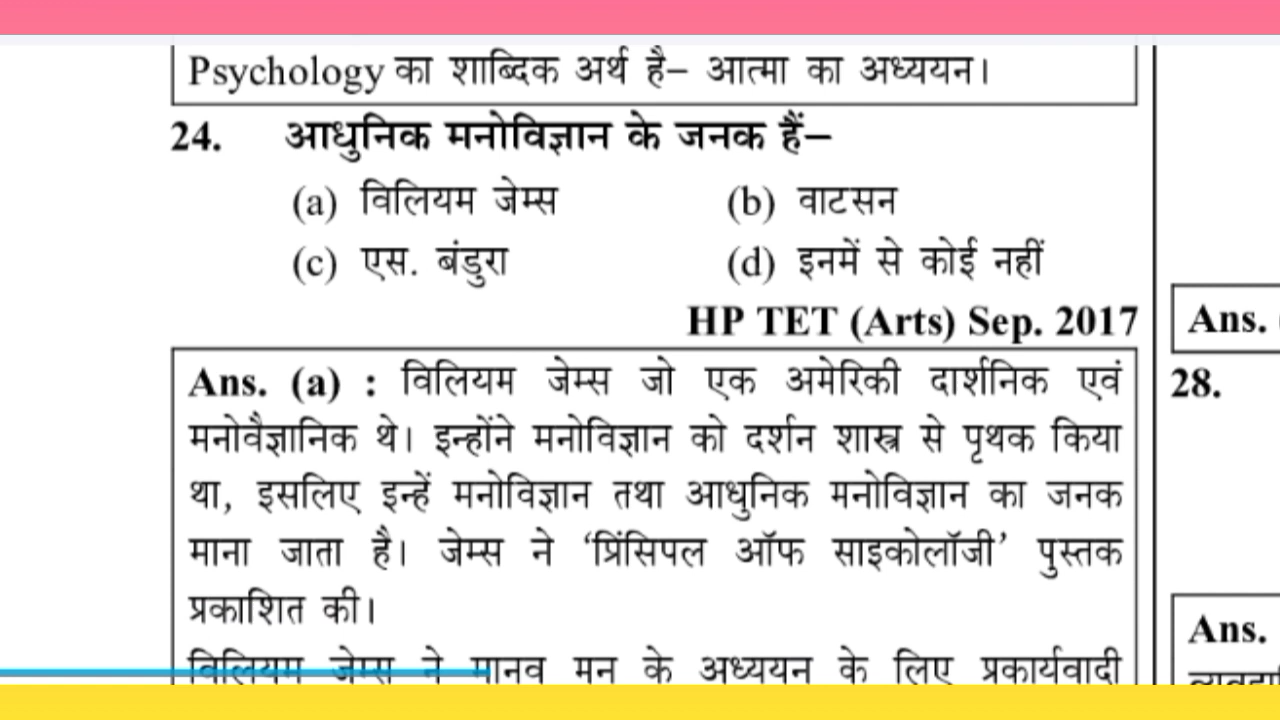 Psychology का शाब्दिक अर्थ है– आत्मा का अध्ययन।
24. आधुनिक मनोविज्ञान के जनक हैं–
(a) विलियम जेम्स (b) वाटसन
(c) एस. बंडुरा (d) इनमें से कोई नहीं
HP TET (Arts) Sep. 2017
Ans. (a) : विलियम जेम्स जो एक अमेरिकी दार्शनिक एवं
मनोवैज्ञानिक थे। इन्होंने मनोविज्ञान को दर्शन शास्त्र से पृथक किया
था, इसलिए इन्हें मनोविज्ञान तथा आधुनिक मनोविज्ञान का जनक
माना जाता है। जेम्स ने ‘प्रिंसिपल ऑफ साइकोलॉजी’ पुस्तक
प्रकाशित की।
विलियम जेम्स ने मानव मन के अध्ययन के लिए प्रकार्यवादी
Ans.
28.
Ans.